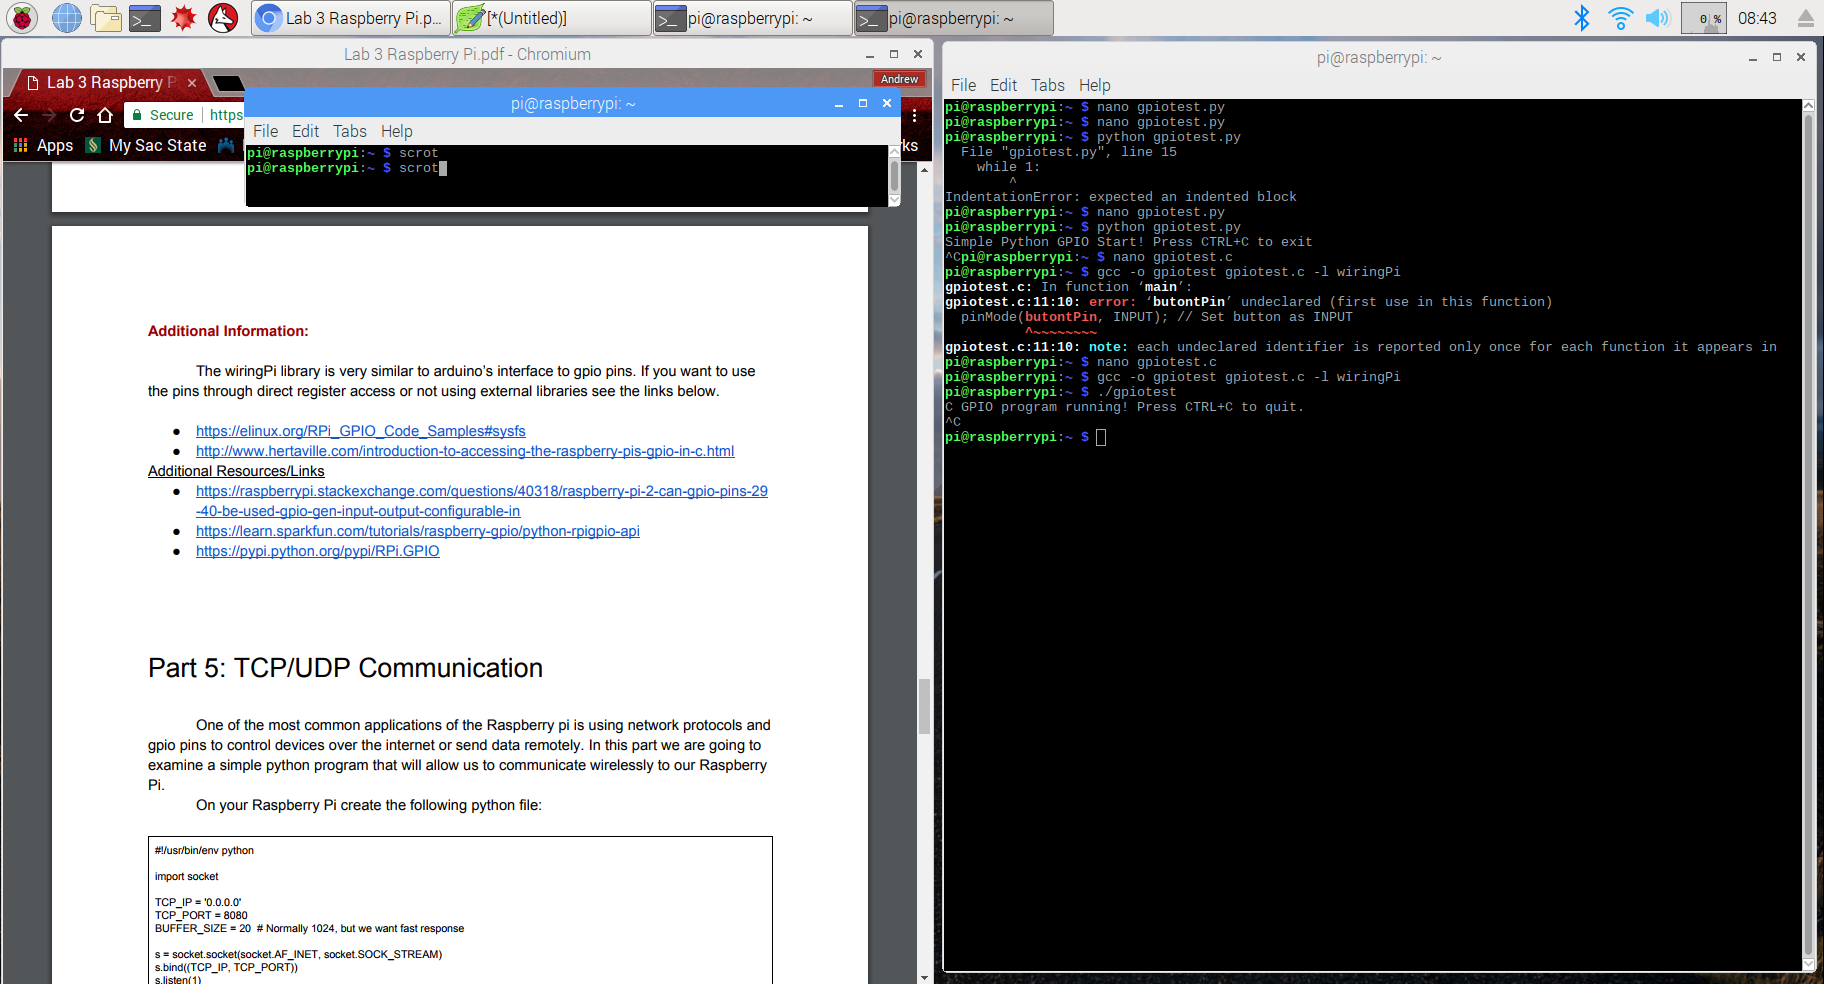 Lab 3 Raspberry Pi.p...
[*(Untitled)]
pi@raspberrypi: ~
pi@raspberrypi: ~
0 %
08:43
Lab 3 Raspberry Pi.pdf - Chromium
Lab 3 Raspberry P
Andrew
Secure
https
Apps
My Sac State
ks
pi@raspberrypi: ~
File Edit Tabs Help
pi@raspberrypi:~ $ scrot
pi@raspberrypi:~ $ scrot
Additional Information:
The wiringPi library is very similar to arduino's interface to gpio pins. If you want to use
the pins through direct register access or not using external libraries see the links below.
● https://elinux.org/RPi_GPIO_Code_Samples#sysfs
● http://www.hertaville.com/introduction-to-accessing-the-raspberry-pis-gpio-in-c.html
Additional Resources/Links
● https://raspberrypi.stackexchange.com/questions/40318/raspberry-pi-2-can-gpio-pins-29
-40-be-used-gpio-gen-input-output-configurable-in
● https://learn.sparkfun.com/tutorials/raspberry-gpio/python-rpigpio-api
● https://pypi.python.org/pypi/RPi.GPIO
Part 5: TCP/UDP Communication
One of the most common applications of the Raspberry pi is using network protocols and
gpio pins to control devices over the internet or send data remotely. In this part we are going to
examine a simple python program that will allow us to communicate wirelessly to our Raspberry
Pi.
On your Raspberry Pi create the following python file:
#!/usr/bin/env python
import socket
TCP_IP = '0.0.0.0'
TCP_PORT = 8080
BUFFER_SIZE = 20 # Normally 1024, but we want fast response
s = socket.socket(socket.AF_INET, socket.SOCK_STREAM)
s.bind((TCP_IP, TCP_PORT))
s.listen(1)
pi@raspberrypi: ~
File Edit Tabs Help
pi@raspberrypi:~ $ nano gpiotest.py
pi@raspberrypi:~ $ nano gpiotest.py
pi@raspberrypi:~ $ python gpiotest.py
File "gpiotest.py", line 15
while 1:
^
IndentationError: expected an indented block
pi@raspberrypi:~ $ nano gpiotest.py
pi@raspberrypi:~ $ python gpiotest.py
Simple Python GPIO Start! Press CTRL+C to exit
^Cpi@raspberrypi:~ $ nano gpiotest.c
pi@raspberrypi:~ $ gcc -o gpiotest gpiotest.c -l wiringPi
gpiotest.c: In function ‘main’:
gpiotest.c:11:10: error: ‘butontPin’ undeclared (first use in this function)
pinMode(butontPin, INPUT); // Set button as INPUT
^~~~~~~~~
gpiotest.c:11:10: note: each undeclared identifier is reported only once for each function it appears in
pi@raspberrypi:~ $ nano gpiotest.c
pi@raspberrypi:~ $ gcc -o gpiotest gpiotest.c -l wiringPi
pi@raspberrypi:~ $ ./gpiotest
C GPIO program running! Press CTRL+C to quit.
^C
pi@raspberrypi:~ $